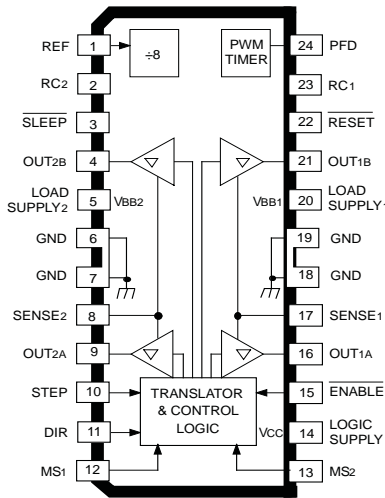 REF 1 ÷8 PWM TIMER 24 PFD
RC2 2 23 RC1
SLEEP 3 22 RESET
OUT2B 4 21 OUT1B
LOAD SUPPLY2 5 VBB2 VBB1 20 LOAD SUPPLY1
GND 6 19 GND
GND 7 18 GND
SENSE2 8 17 SENSE1
OUT2A 9 16 OUT1A
STEP 10 TRANSLATOR & CONTROL LOGIC 15 ENABLE
DIR 11 VCC 14 LOGIC SUPPLY
MS1 12 13 MS2